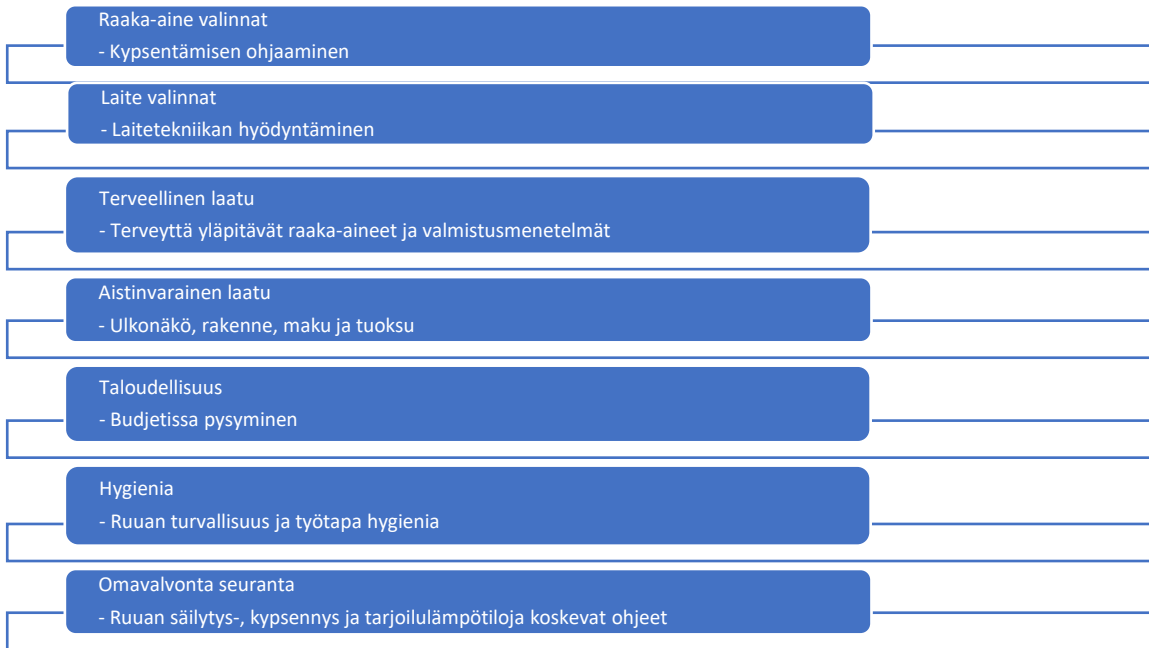 Raaka-aine valinnat
- Kypsentämisen ohjaaminen
Laite valinnat
- Laitetekniikan hyödyntäminen
Terveellinen laatu
- Terveyttä yläpitävät raaka-aineet ja valmistusmenetelmät
Aistinvarainen laatu
- Ulkonäkö, rakenne, maku ja tuoksu
Taloudellisuus
- Budjetissa pysyminen
Hygienia
- Ruuan turvallisuus ja työtapa hygienia
Omavalvonta seuranta
- Ruuan säilytys-, kypsennys ja tarjoilulämpötiloja koskevat ohjeet